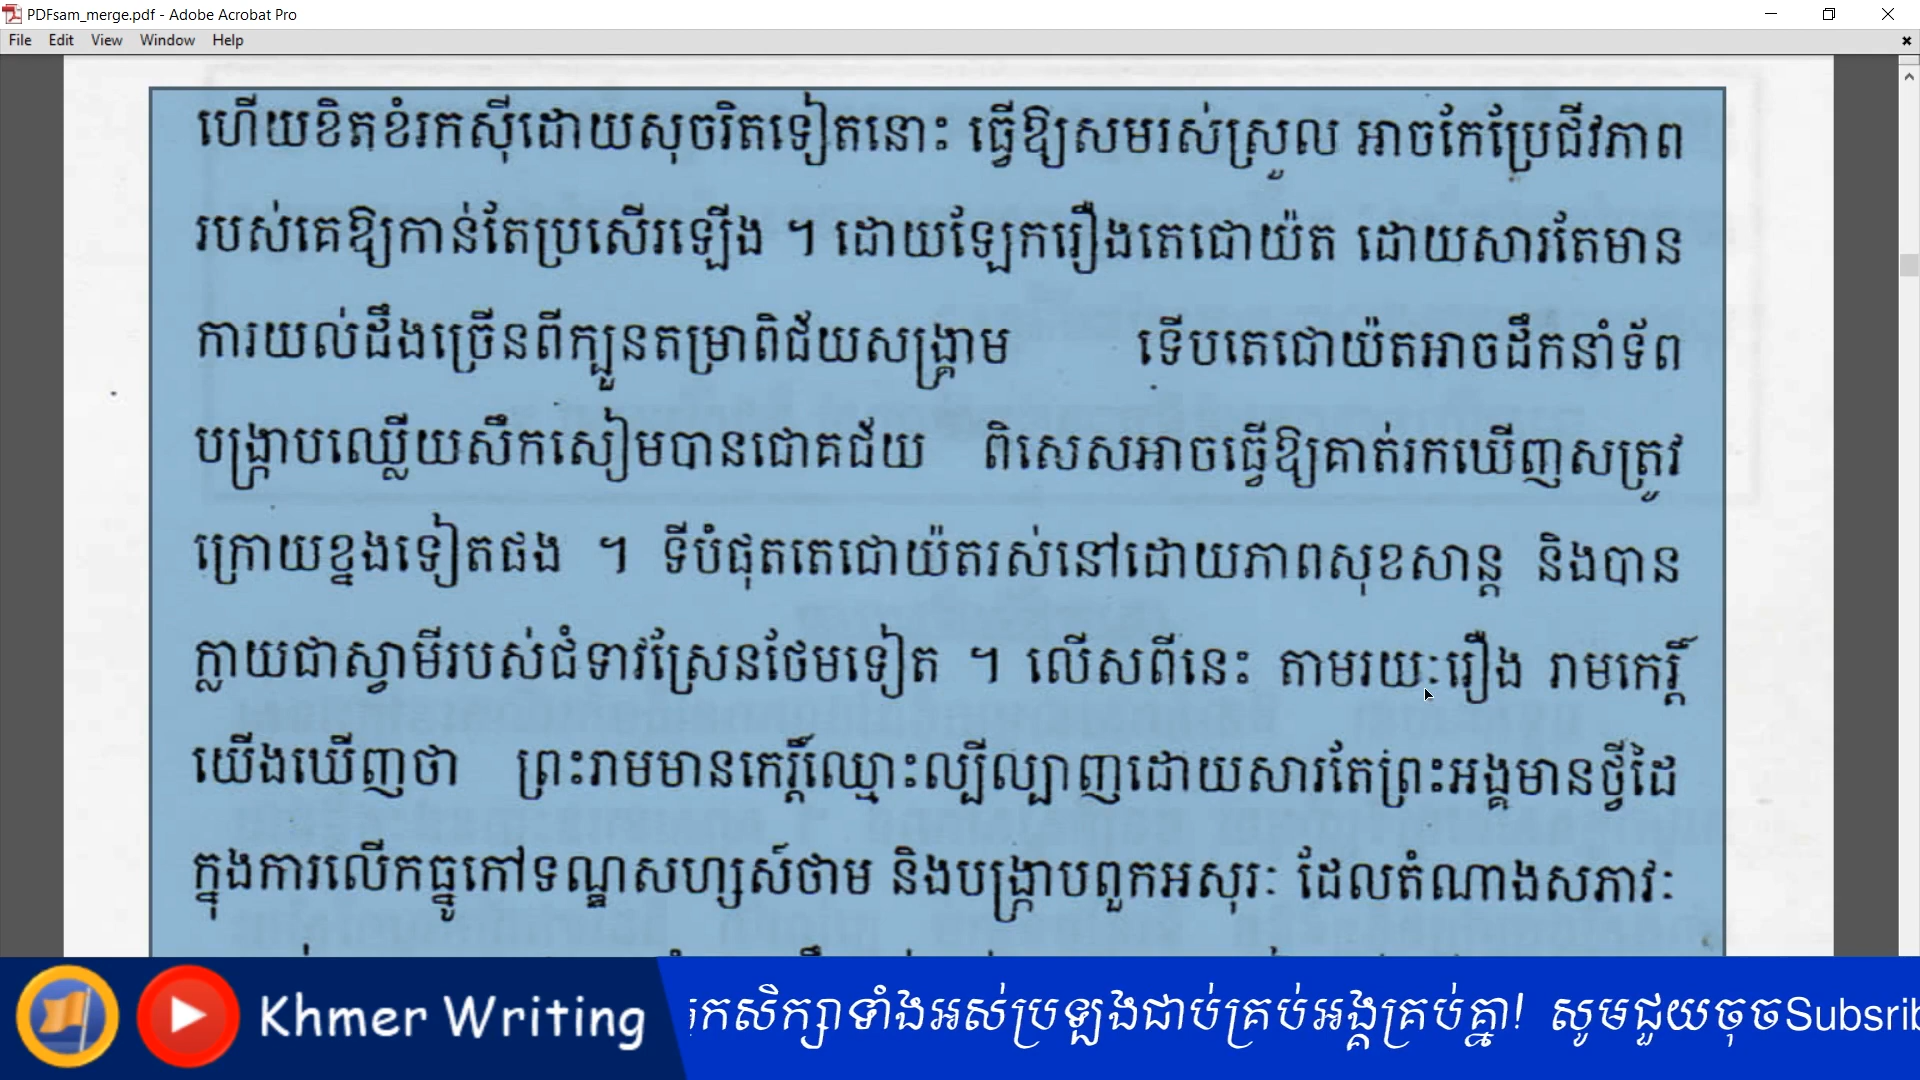 PDFsam_merge.pdf - Adobe Acrobat Pro
File Edit View Window Help
ហើយខិតខំរកស៊ីដោយសុចរិតទៀតនោះ ធ្វើឱ្យសមរស់ស្រួល អាចកែប្រែជីវភាព
របស់គេឱ្យកាន់តែប្រសើរឡើង ។ ដោយឡែករឿងតេជោយ៉ត ដោយសារតែមាន
ការយល់ដឹងច្រើនពីក្បួនតម្រាពិជ័យសង្គ្រាម ទើបតេជោយ៉តអាចដឹកនាំទ័ព
បង្ក្រាបឈ្លើយសឹកសៀមបានជោគជ័យ ពិសេសអាចធ្វើឱ្យគាត់រកឃើញសត្រូវ
ក្រោយខ្នងទៀតផង ។ ទីបំផុតតេជោយ៉តរស់នៅដោយភាពសុខសាន្ត និងបាន
ក្លាយជាស្វាមីរបស់ជំទាវស្រែនថែមទៀត ។ លើសពីនេះ តាមរយៈរឿង រាមកេរ្តិ៍
យើងឃើញថា ព្រះរាមមានកេរ្តិ៍ឈ្មោះល្បីល្បាញដោយសារតែព្រះអង្គមានថ្វីដៃ
ក្នុងការលើកធ្នូកៅទណ្ឌសហ្សស៍ថាម និងបង្ក្រាបពួកអសុរៈ ដែលតំណាងសភាវៈ
Khmer Writing
កសិក្សាទាំងអស់ប្រឡងជាប់គ្រប់អង្គគ្រប់គ្នា! សូមជួយចុចSubsrib